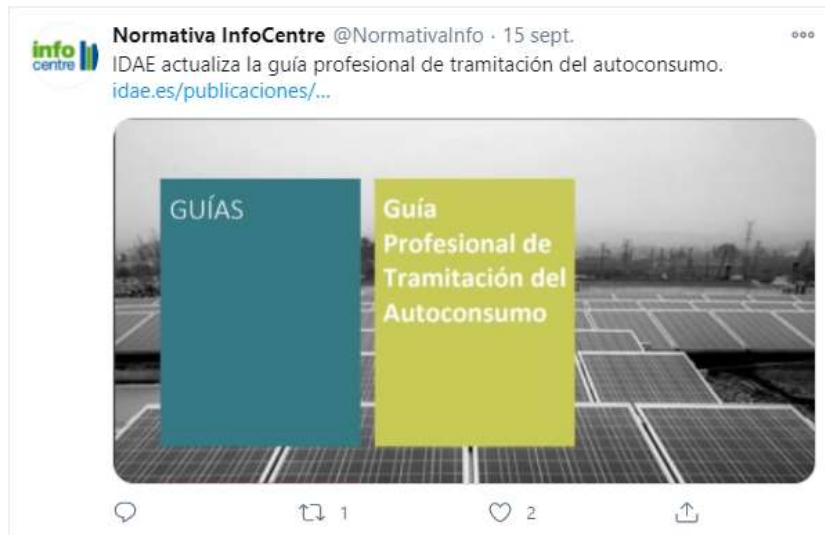 info
centre
Normativa InfoCentre @NormativaInfo · 15 sept.
IDAE actualiza la guía profesional de tramitación del autoconsumo.
idae.es/publicaciones/...
GUÍAS
Guía
Profesional de
Tramitación del
Autoconsumo
1
2